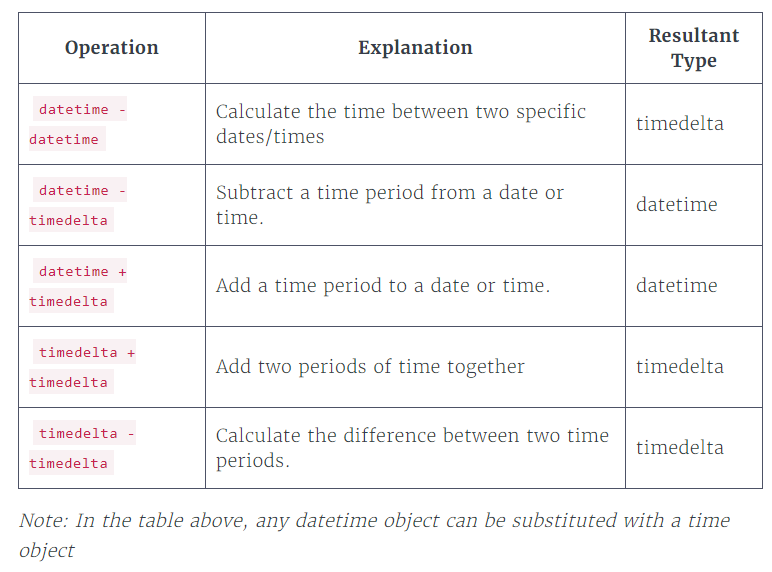 Operation Explanation Resultant
Type
datetime - Calculate the time between two specific timedelta
datetime dates/times
datetime - Subtract a time period from a date or datetime
timedelta time.
datetime + Add a time period to a date or time. datetime
timedelta
timedelta + Add two periods of time together timedelta
timedelta
timedelta - Calculate the difference between two time timedelta
timedelta periods.
Note: In the table above, any datetime object can be substituted with a time
object